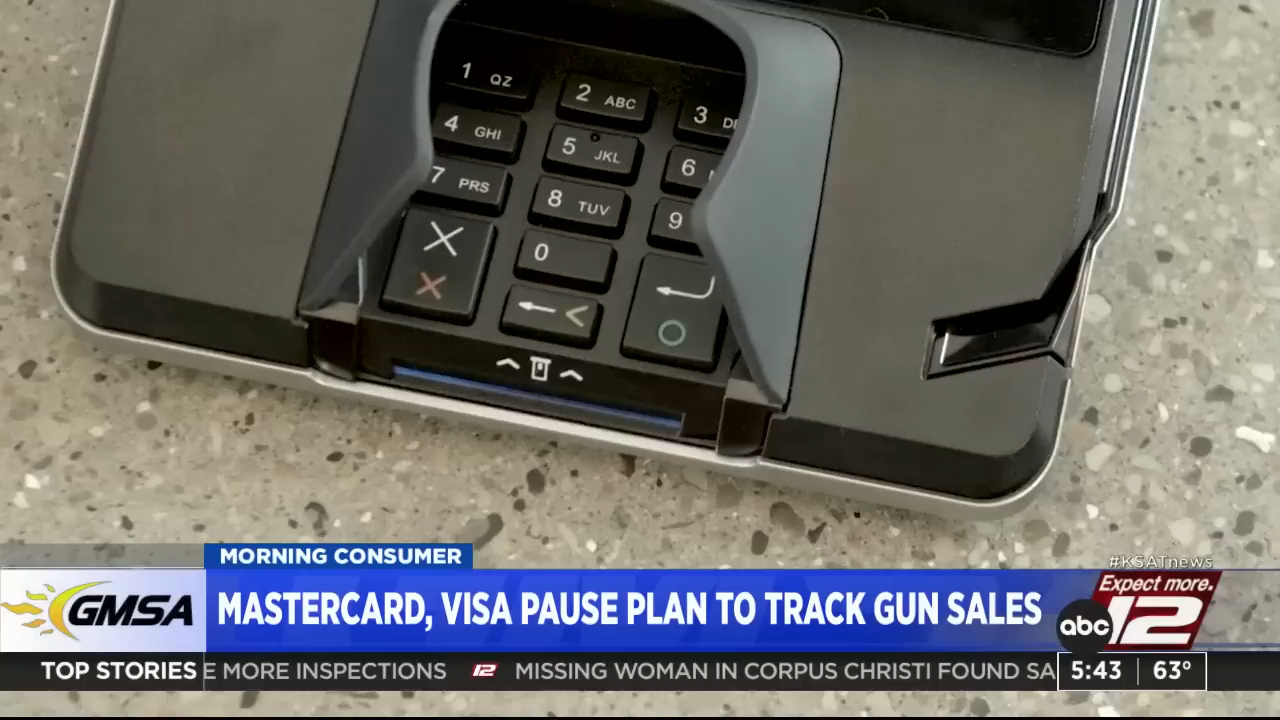 1 QZ
2 ABC
3 D
4 GHI
5 JKL
6
7 PRS
8 TUV
9
0
MORNING CONSUMER
#KSATnews
GMSA
MASTERCARD, VISA PAUSE PLAN TO TRACK GUN SALES
Expect more.
abc 12
TOP STORIES E MORE INSPECTIONS 12 MISSING WOMAN IN CORPUS CHRISTI FOUND SA 5:43 63°